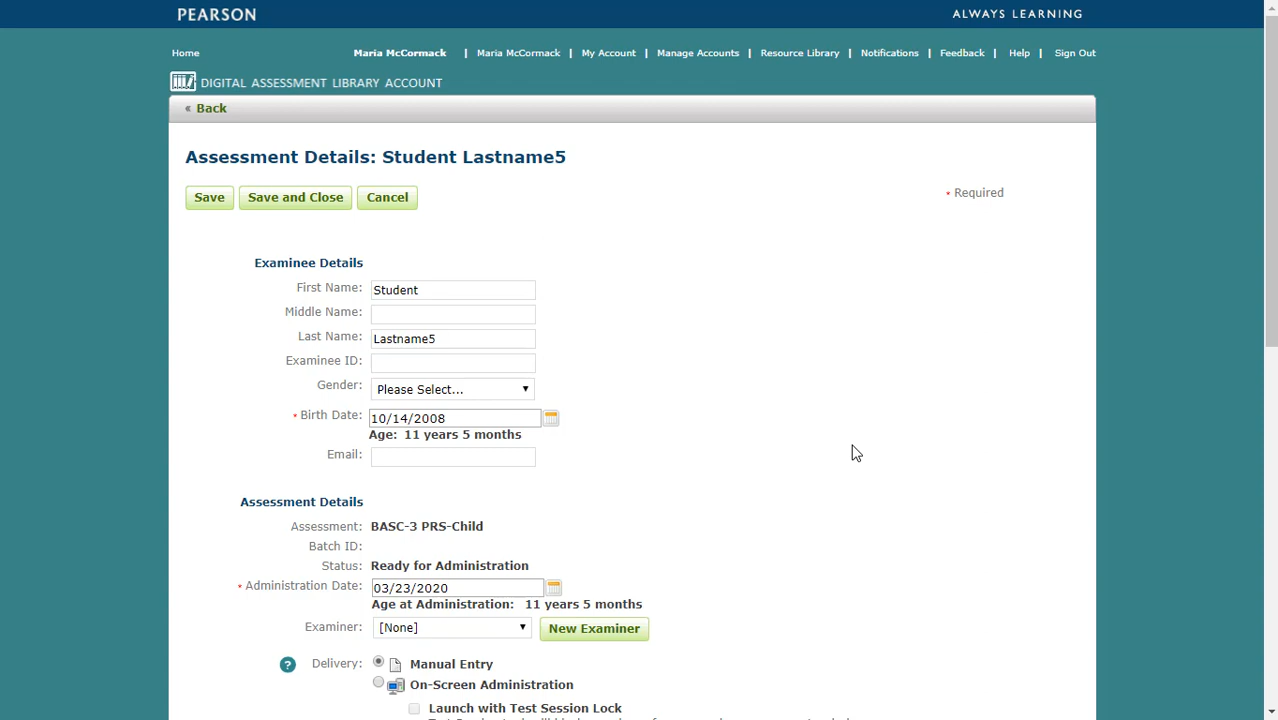 PEARSON
ALWAYS LEARNING
Home
Maria McCormack | Maria McCormack | My Account | Manage Accounts | Resource Library | Notifications | Feedback | Help | Sign Out
DIGITAL ASSESSMENT LIBRARY ACCOUNT
« Back
Assessment Details: Student Lastname5
Save
Save and Close
Cancel
* Required
Examinee Details
First Name: Student
Middle Name:
Last Name: Lastname5
Examinee ID:
Gender: Please Select...
* Birth Date: 10/14/2008
Age: 11 years 5 months
Email:
Assessment Details
Assessment: BASC-3 PRS-Child
Batch ID:
Status: Ready for Administration
* Administration Date: 03/23/2020
Age at Administration: 11 years 5 months
Examiner: [None] New Examiner
? Delivery: Manual Entry
On-Screen Administration
Launch with Test Session Lock